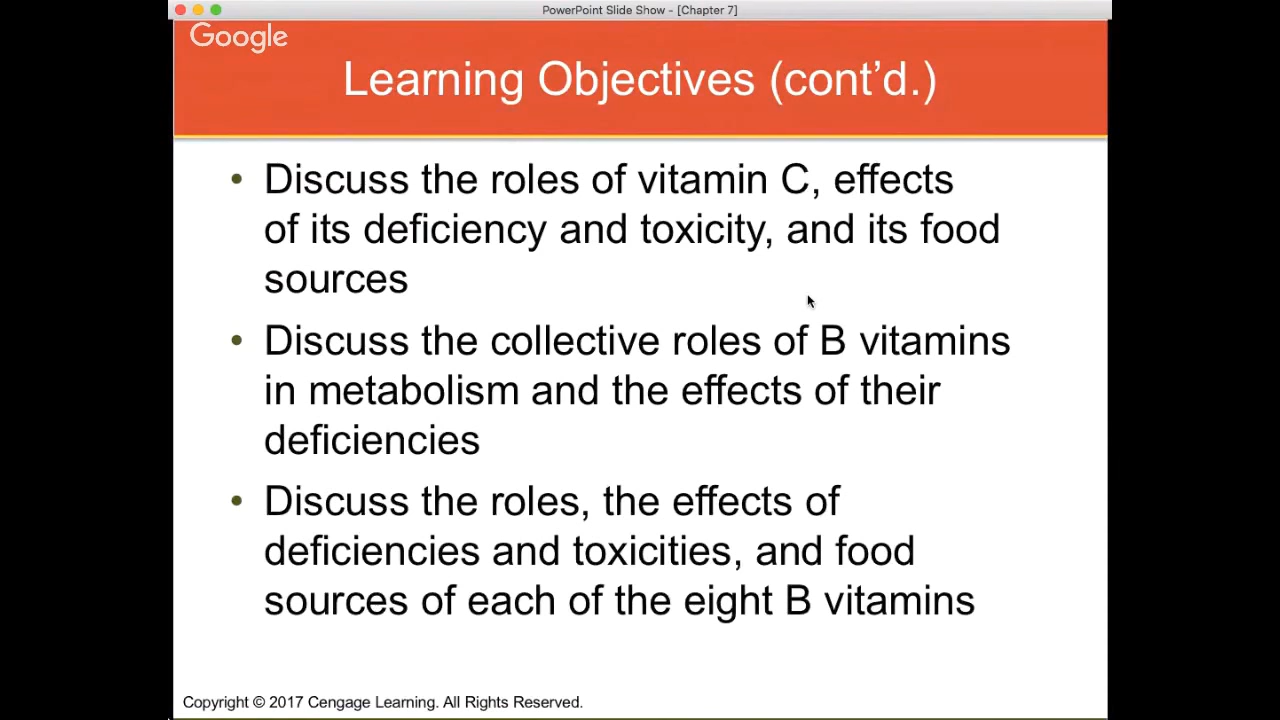 PowerPoint Slide Show - [Chapter 7]
Google
Learning Objectives (cont’d.)
• Discuss the roles of vitamin C, effects
of its deficiency and toxicity, and its food
sources
• Discuss the collective roles of B vitamins
in metabolism and the effects of their
deficiencies
• Discuss the roles, the effects of
deficiencies and toxicities, and food
sources of each of the eight B vitamins
Copyright © 2017 Cengage Learning. All Rights Reserved.